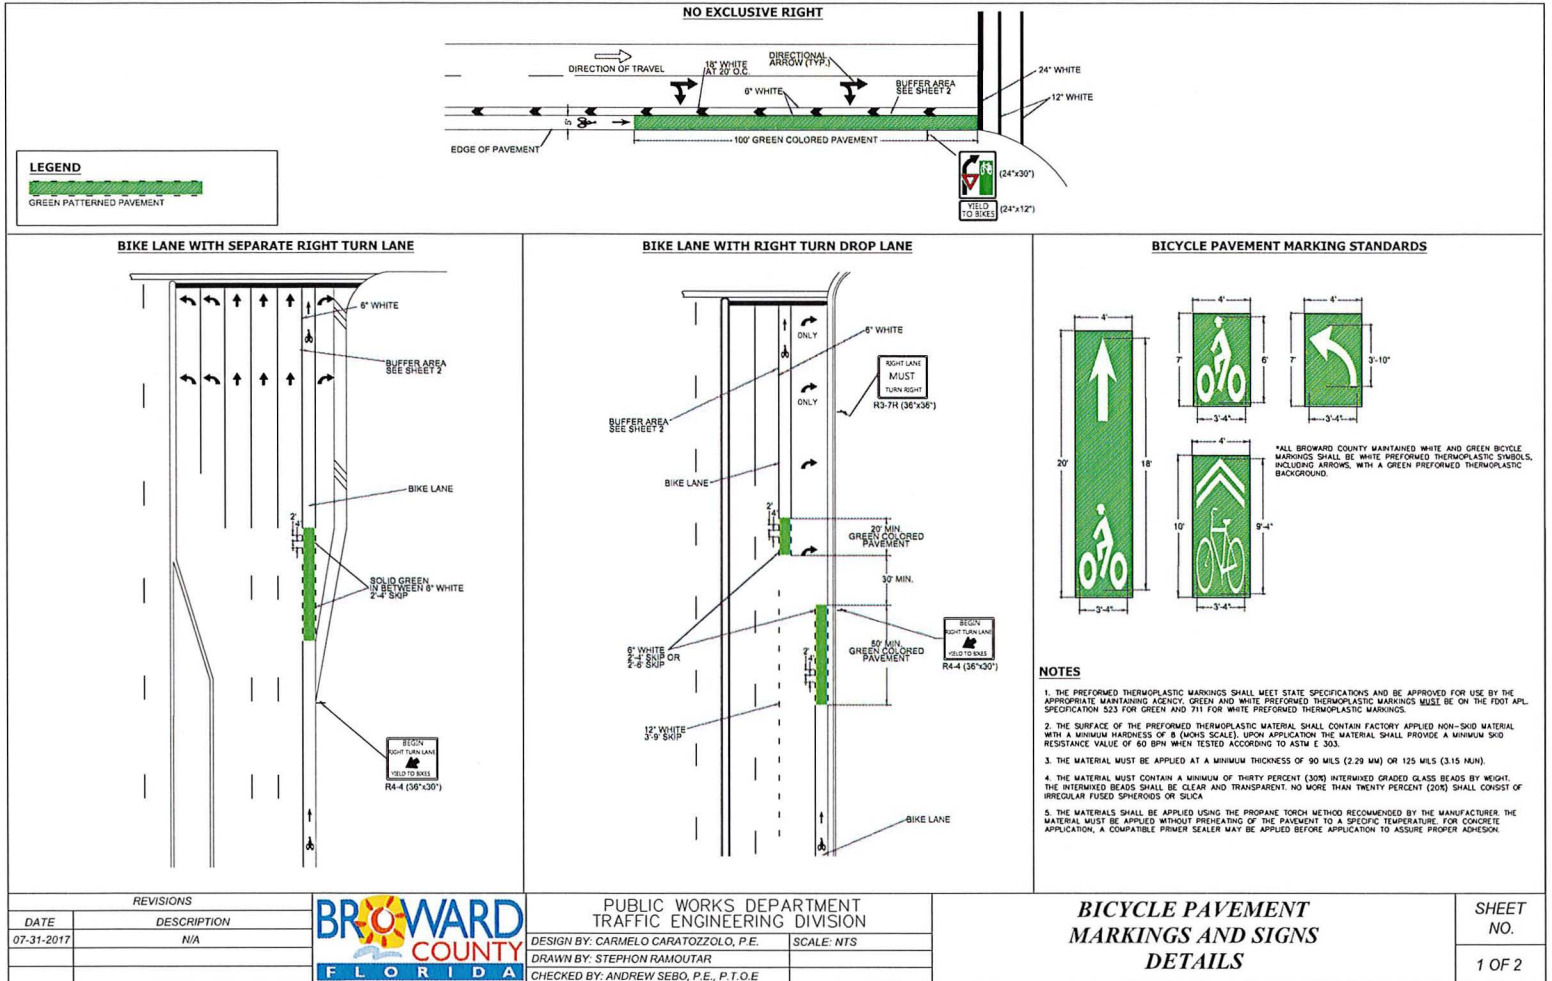 NO EXCLUSIVE RIGHT
DIRECTION OF TRAVEL
18" WHITE
AT 20' O.C.
DIRECTIONAL
ARROW (TYP.)
6" WHITE
BUFFER AREA
SEE SHEET 2
24" WHITE
12" WHITE
5'
EDGE OF PAVEMENT
100' GREEN COLORED PAVEMENT
(24"x30")
YIELD
TO BIKES
(24"x12")
LEGEND
GREEN PATTERNED PAVEMENT
BIKE LANE WITH SEPARATE RIGHT TURN LANE
6" WHITE
BUFFER AREA
SEE SHEET 2
BIKE LANE
2'
4'
SOLID GREEN
IN BETWEEN 6" WHITE
2'-4' SKIP
BEGIN
RIGHT TURN LANE
YIELD TO BIKES
R4-4 (36"x30")
BIKE LANE WITH RIGHT TURN DROP LANE
ONLY
6" WHITE
RIGHT LANE
MUST
TURN RIGHT
R3-7R (36"x36")
ONLY
BUFFER AREA
SEE SHEET 2
BIKE LANE
2'
4'
20' MIN.
GREEN COLORED
PAVEMENT
30' MIN.
6" WHITE
2'-4' SKIP OR
2'-6' SKIP
50' MIN.
GREEN COLORED
PAVEMENT
2'
4'
BEGIN
RIGHT TURN LANE
YIELD TO BIKES
R4-4 (36"x30")
12" WHITE
3'-9' SKIP
BIKE LANE
BICYCLE PAVEMENT MARKING STANDARDS
4'
20'
18'
3'-4"
4'
7'
6'
3'-4"
4'
7'
3'-10"
3'-4"
4'
10'
9'-4"
3'-4"
*ALL BROWARD COUNTY MAINTAINED WHITE AND GREEN BICYCLE
MARKINGS SHALL BE WHITE PREFORMED THERMOPLASTIC SYMBOLS,
INCLUDING ARROWS, WITH A GREEN PREFORMED THERMOPLASTIC
BACKGROUND.
NOTES
1. THE PREFORMED THERMOPLASTIC MARKINGS SHALL MEET STATE SPECIFICATIONS AND BE APPROVED FOR USE BY THE
APPROPRIATE MAINTAINING AGENCY. GREEN AND WHITE PREFORMED THERMOPLASTIC MARKINGS MUST BE ON THE FDOT APL.
SPECIFICATION 523 FOR GREEN AND 711 FOR WHITE PREFORMED THERMOPLASTIC MARKINGS.
2. THE SURFACE OF THE PREFORMED THERMOPLASTIC MATERIAL SHALL CONTAIN FACTORY APPLIED NON-SKID MATERIAL
WITH A MINIMUM HARDNESS OF 8 (MOHS SCALE). UPON APPLICATION THE MATERIAL SHALL PROVIDE A MINIMUM SKID
RESISTANCE VALUE OF 60 BPN WHEN TESTED ACCORDING TO ASTM E 303.
3. THE MATERIAL MUST BE APPLIED AT A MINIMUM THICKNESS OF 90 MILS (2.29 MM) OR 125 MILS (3.15 NUN).
4. THE MATERIAL MUST CONTAIN A MINIMUM OF THIRTY PERCENT (30%) INTERMIXED GRADED GLASS BEADS BY WEIGHT.
THE INTERMIXED BEADS SHALL BE CLEAR AND TRANSPARENT. NO MORE THAN TWENTY PERCENT (20%) SHALL CONSIST OF
IRREGULAR FUSED SPHEROIDS OR SILICA
5. THE MATERIALS SHALL BE APPLIED USING THE PROPANE TORCH METHOD RECOMMENDED BY THE MANUFACTURER. THE
MATERIAL MUST BE APPLIED WITHOUT PREHEATING OF THE PAVEMENT TO A SPECIFIC TEMPERATURE. FOR CONCRETE
APPLICATION, A COMPATIBLE PRIMER SEALER MAY BE APPLIED BEFORE APPLICATION TO ASSURE PROPER ADHESION.
REVISIONS
DATE DESCRIPTION
07-31-2017 N/A
BROWARD
COUNTY
FLORIDA
PUBLIC WORKS DEPARTMENT
TRAFFIC ENGINEERING DIVISION
DESIGN BY: CARMELO CARATOZZOLO, P.E. SCALE: NTS
DRAWN BY: STEPHON RAMOUTAR
CHECKED BY: ANDREW SEBO, P.E., P.T.O.E
BICYCLE PAVEMENT
MARKINGS AND SIGNS
DETAILS
SHEET
NO.
1 OF 2